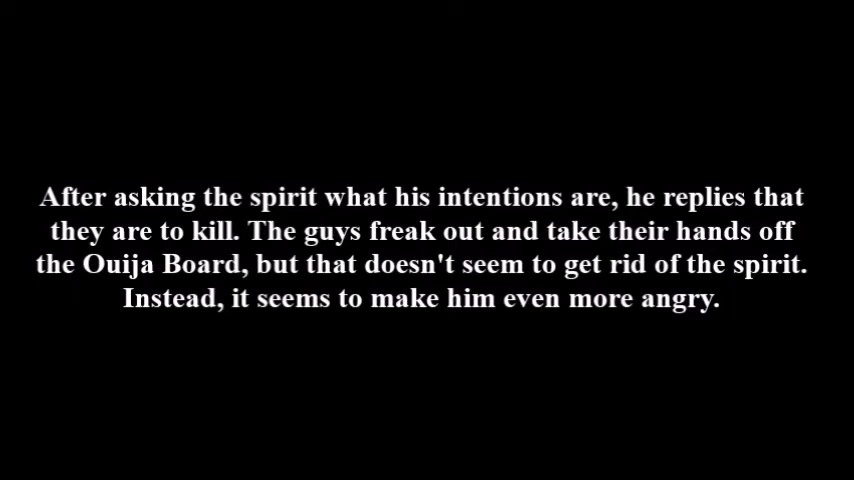 After asking the spirit what his intentions are, he replies that
they are to kill. The guys freak out and take their hands off
the Ouija Board, but that doesn't seem to get rid of the spirit.
Instead, it seems to make him even more angry.